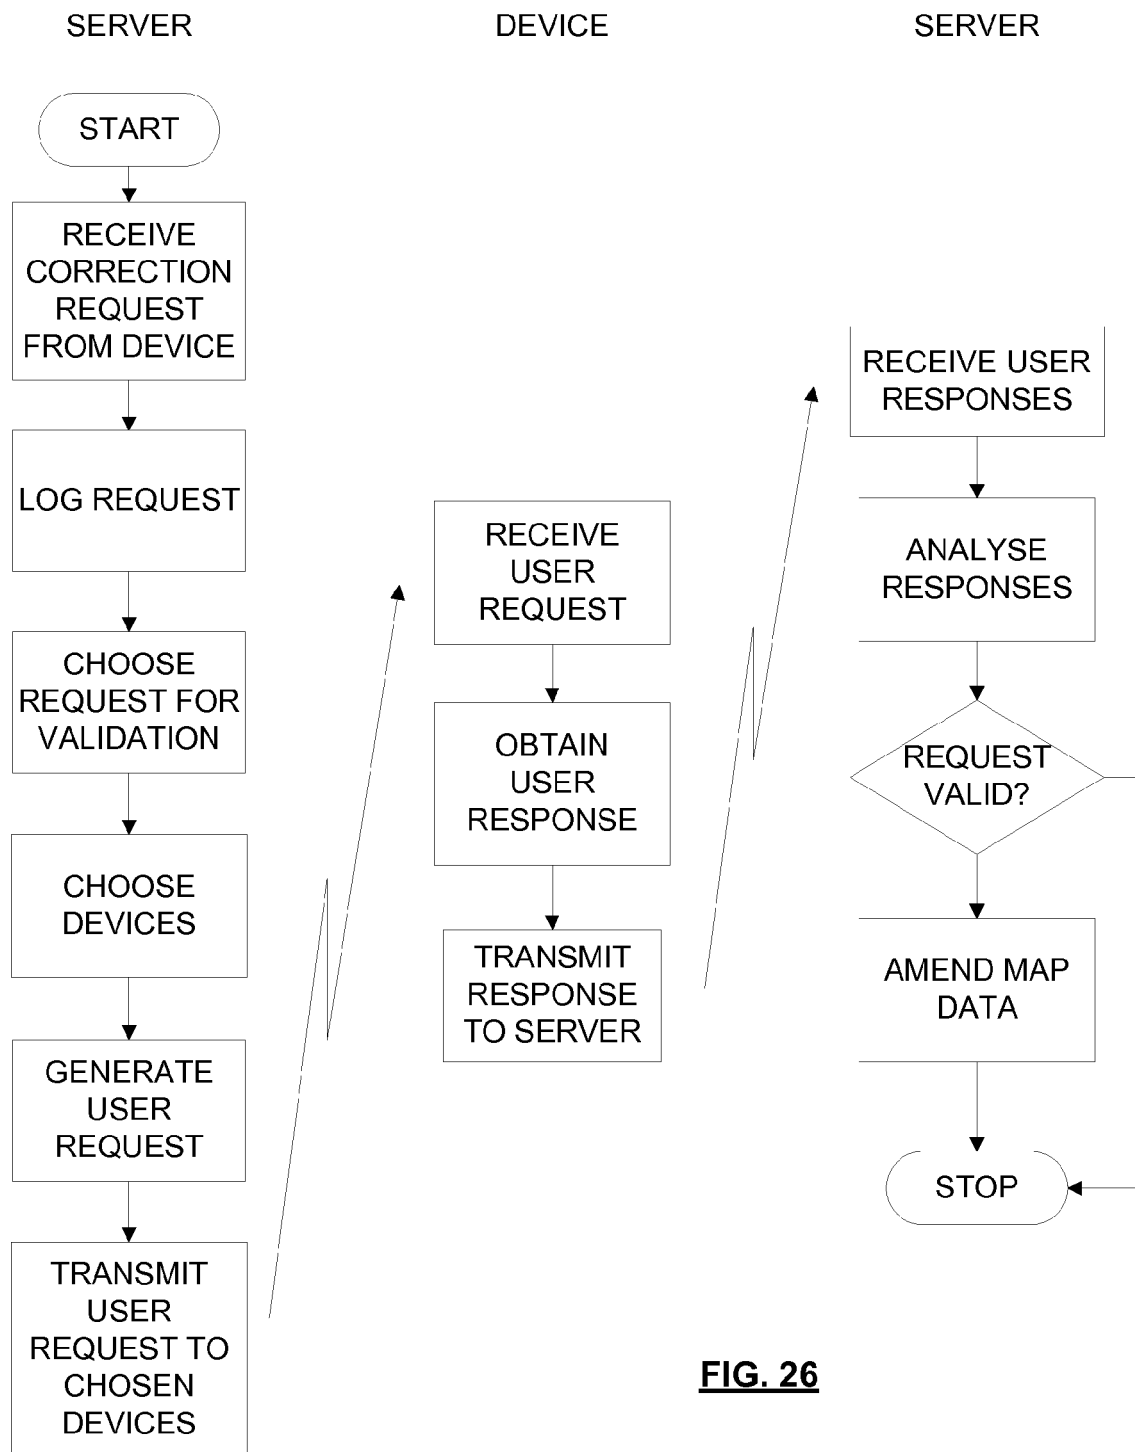 SERVER
DEVICE
SERVER
START
RECEIVE
CORRECTION
REQUEST
FROM DEVICE
LOG REQUEST
CHOOSE
REQUEST FOR
VALIDATION
CHOOSE
DEVICES
GENERATE
USER
REQUEST
TRANSMIT
USER
REQUEST TO
CHOSEN
DEVICES
RECEIVE
USER
REQUEST
OBTAIN
USER
RESPONSE
TRANSMIT
RESPONSE
TO SERVER
RECEIVE USER
RESPONSES
ANALYSE
RESPONSES
REQUEST
VALID?
AMEND MAP
DATA
STOP
FIG. 26